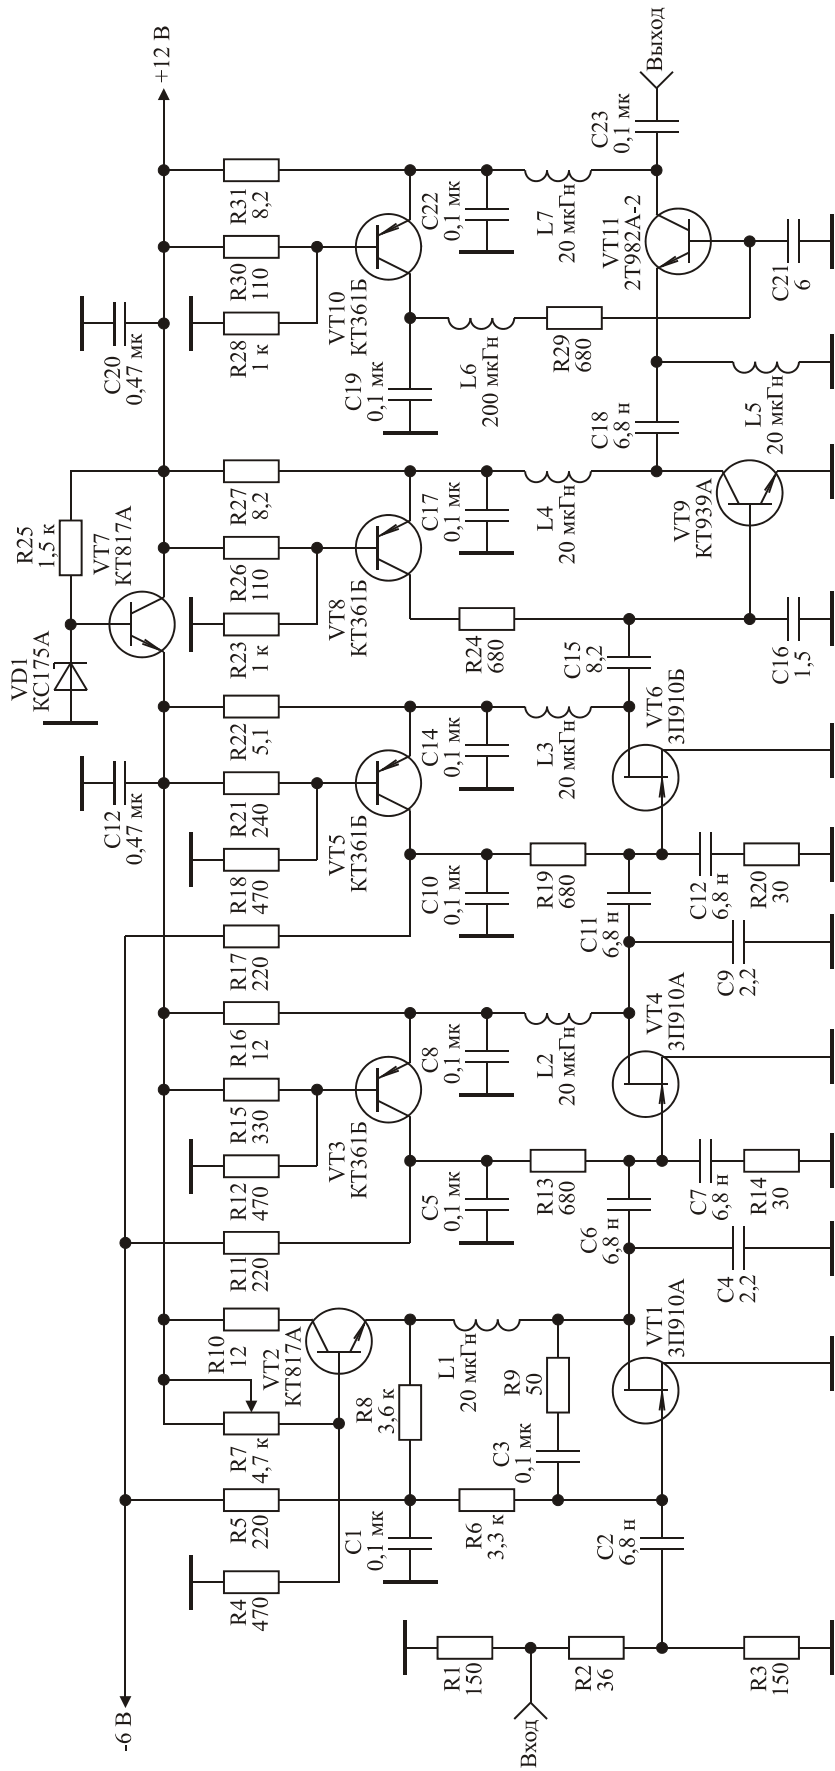 VD1
КС175А
R25
1,5 к
VT7
КТ817А
-6 В
C12
0,47 мк
C20
0,47 мк
+12 В
R4
470
R5
220
R7
4,7 к
R10
12
VT2
КТ817А
R11
220
R12
470
R15
330
R16
12
R17
220
R18
470
R21
240
R22
5,1
R23
1 к
R26
110
R27
8,2
R28
1 к
R30
110
R31
8,2
C1
0,1 мк
R8
3,6 к
VT3
КТ361Б
VT5
КТ361Б
VT8
КТ361Б
C19
0,1 мк
VT10
КТ361Б
C5
0,1 мк
C8
0,1 мк
C10
0,1 мк
C14
0,1 мк
C17
0,1 мк
C22
0,1 мк
R1
150
R6
3,3 к
L1
20 мкГн
R24
680
L6
200 мкГн
Вход
C3
0,1 мк
R9
50
R13
680
L2
20 мкГн
R19
680
L3
20 мкГн
L4
20 мкГн
R29
680
L7
20 мкГн
R2
36
C2
6,8 н
C6
6,8 н
C11
6,8 н
C15
8,2
C18
6,8 н
VT11
2Т982А-2
C23
0,1 мк
Выход
VT1
3П910А
VT4
3П910А
VT6
3П910Б
VT9
КТ939А
C4
2,2
C7
6,8 н
C9
2,2
C12
6,8 н
R3
150
R14
30
R20
30
C16
1,5
L5
20 мкГн
C21
6